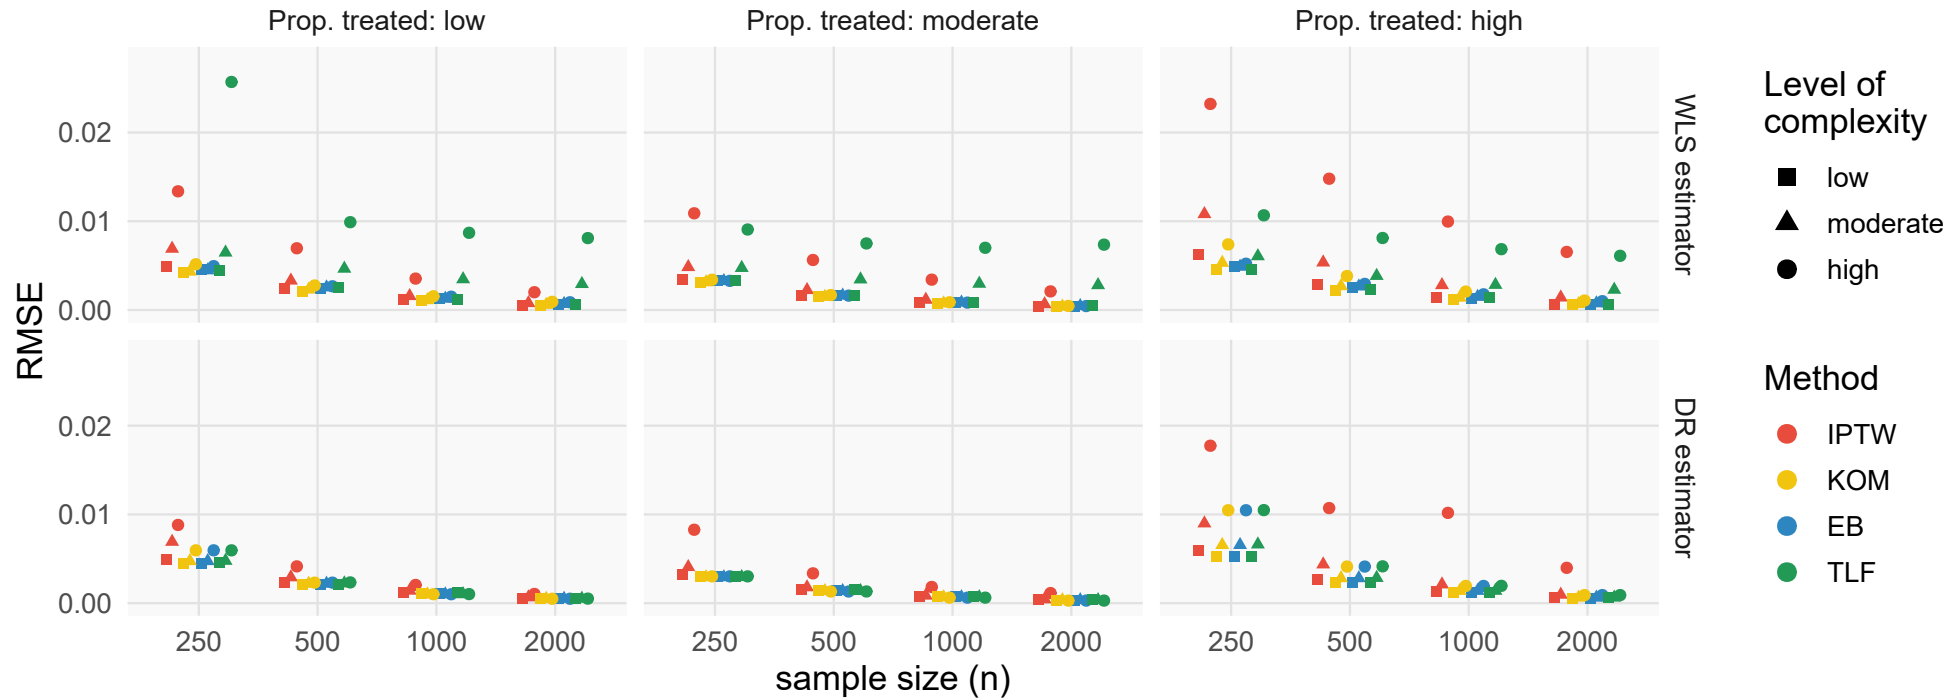 Prop. treated: low
Prop. treated: moderate
Prop. treated: high
RMSE
0.02
0.01
0.00
WLS estimator
0.02
0.01
0.00
DR estimator
250 500 1000 2000
250 500 1000 2000
250 500 1000 2000
sample size (n)
Level of
complexity
low
moderate
high
Method
IPTW
KOM
EB
TLF